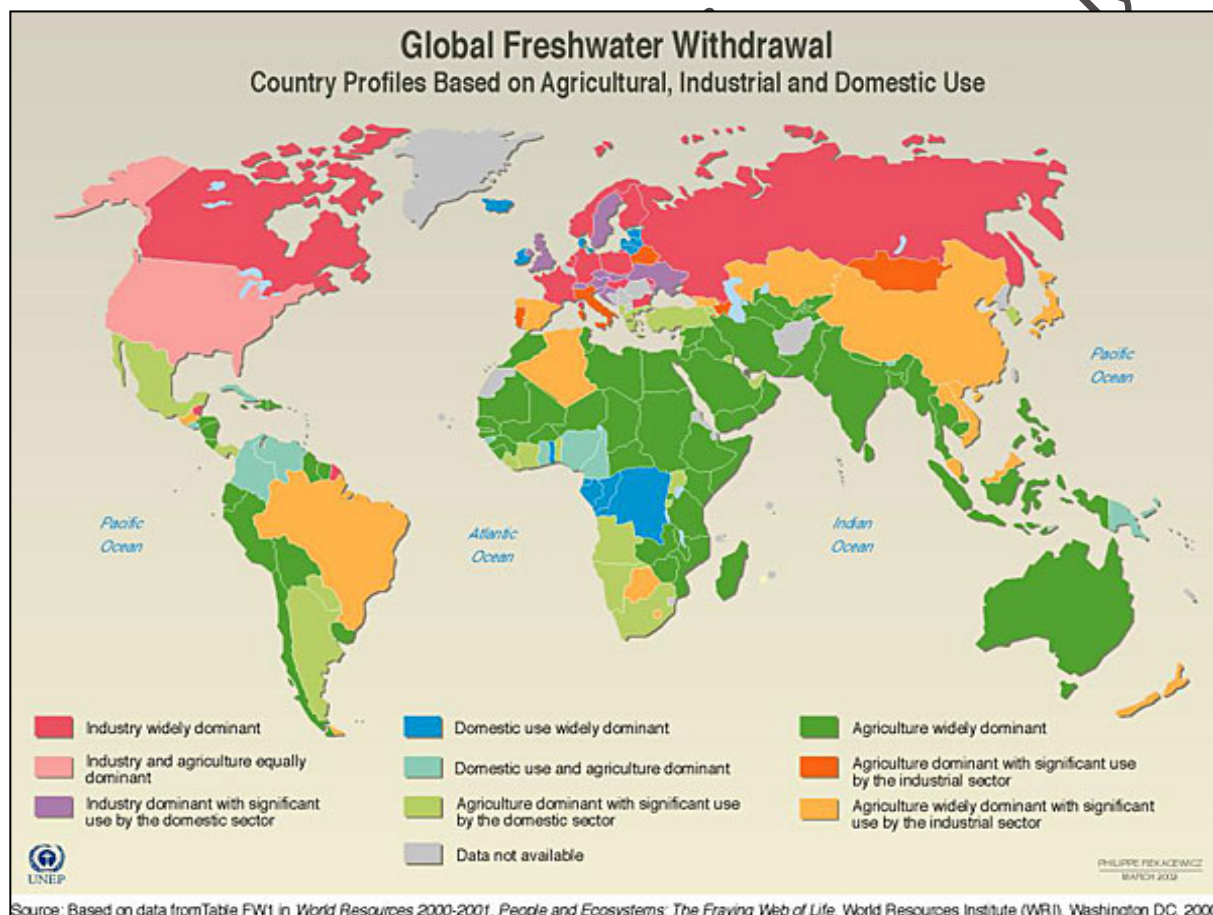 Global Freshwater Withdrawal
Country Profiles Based on Agricultural, Industrial and Domestic Use
Pacific
Ocean
Pacific
Ocean
Atlantic
Ocean
Indian
Ocean
Industry widely dominant
Industry and agriculture equally
dominant
Industry dominant with significant
use by the domestic sector
Domestic use widely dominant
Domestic use and agriculture dominant
Agriculture dominant with significant use
by the domestic sector
Data not available
Agriculture widely dominant
Agriculture dominant with significant use
by the industrial sector
Agriculture widely dominant with significant
use by the industrial sector
UNEP
PHILIPPE REKACEWICZ
MARCH 2002
Source: Based on data fromTable FW1 in World Resources 2000-2001, People and Ecosystems: The Fraying Web of Life, World Resources Institute (WRI), Washington DC, 2000